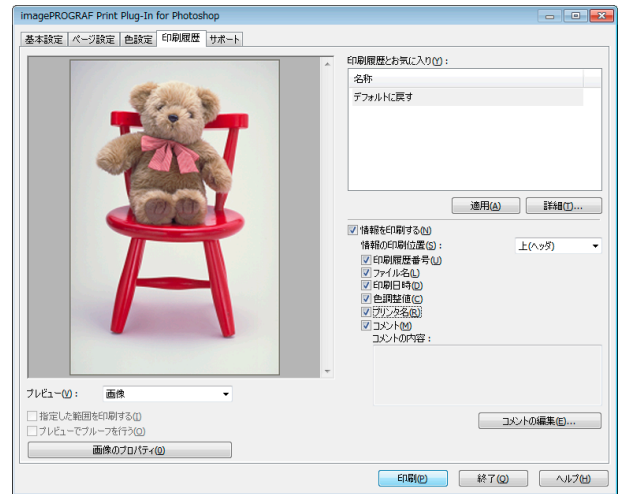 imagePROGRAF Print Plug-In for Photoshop
基本設定 ページ設定 色設定 印刷履歴 サポート
印刷履歴とお気に入り(Y)：
名称
デフォルトに戻す
適用(A) 詳細(T)...
情報を印刷する(N)
情報の印刷位置(S)： 上(ヘッダ)
印刷履歴番号(U)
ファイル名(L)
印刷日時(D)
色調整値(C)
プリンタ名(R)
コメント(M)
コメントの内容：
プレビュー(V)： 画像
指定した範囲を印刷する(I)
プレビューでプルーフを行う(O)
コメントの編集(E)...
画像のプロパティ(0)
印刷(P) 終了(Q) ヘルプ(H)